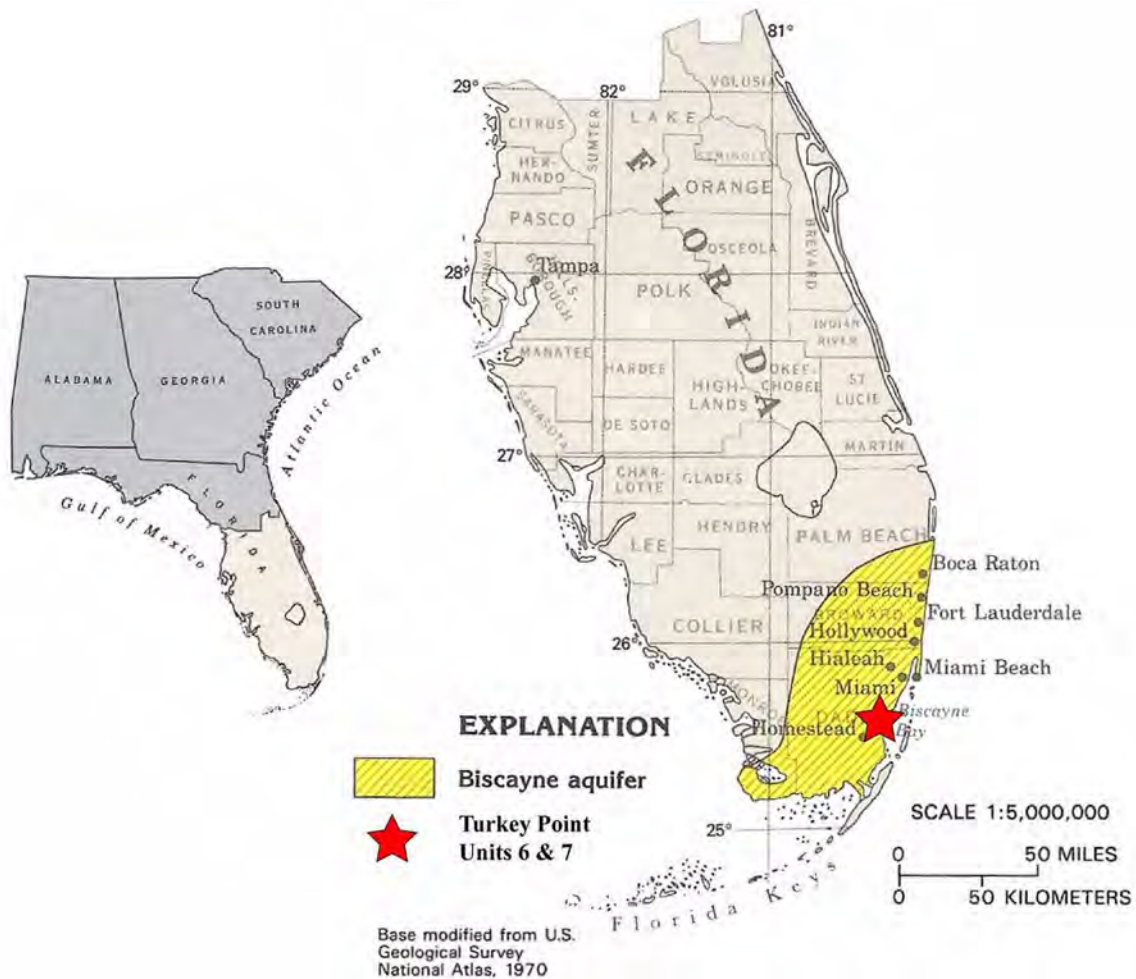 81°
29°
82°
VOLUSIA
CITRUS
SUMTER
LAKE
SEMINOLE
HER-
NANDO
ORANGE
FLORIDA
PASCO
OSCEOLA
BREVARD
PINELLAS
28°
Tampa
HILLS-
BOROUGH
POLK
SOUTH
CAROLINA
ALABAMA
GEORGIA
Atlantic Ocean
INDIAN
RIVER
MANATEE
HARDEE
OKEE-
CHOBEE
HIGH-
LANDS
ST
LUCIE
SARASOTA
DE SOTO
MARTIN
27°
CHAR-
LOTTE
GLADES
FLORIDA
Gulf of Mexico
HENDRY
PALM BEACH
LEE
Boca Raton
Pompano Beach
BROWARD
Fort Lauderdale
COLLIER
Hollywood
26°
Hialeah
Miami Beach
Miami
MONROE
DADE
Biscayne
Bay
Homestead
EXPLANATION
Biscayne aquifer
Turkey Point
Units 6 & 7
25°
SCALE 1:5,000,000
0 50 MILES
0 50 KILOMETERS
Florida Keys
Base modified from U.S.
Geological Survey
National Atlas, 1970